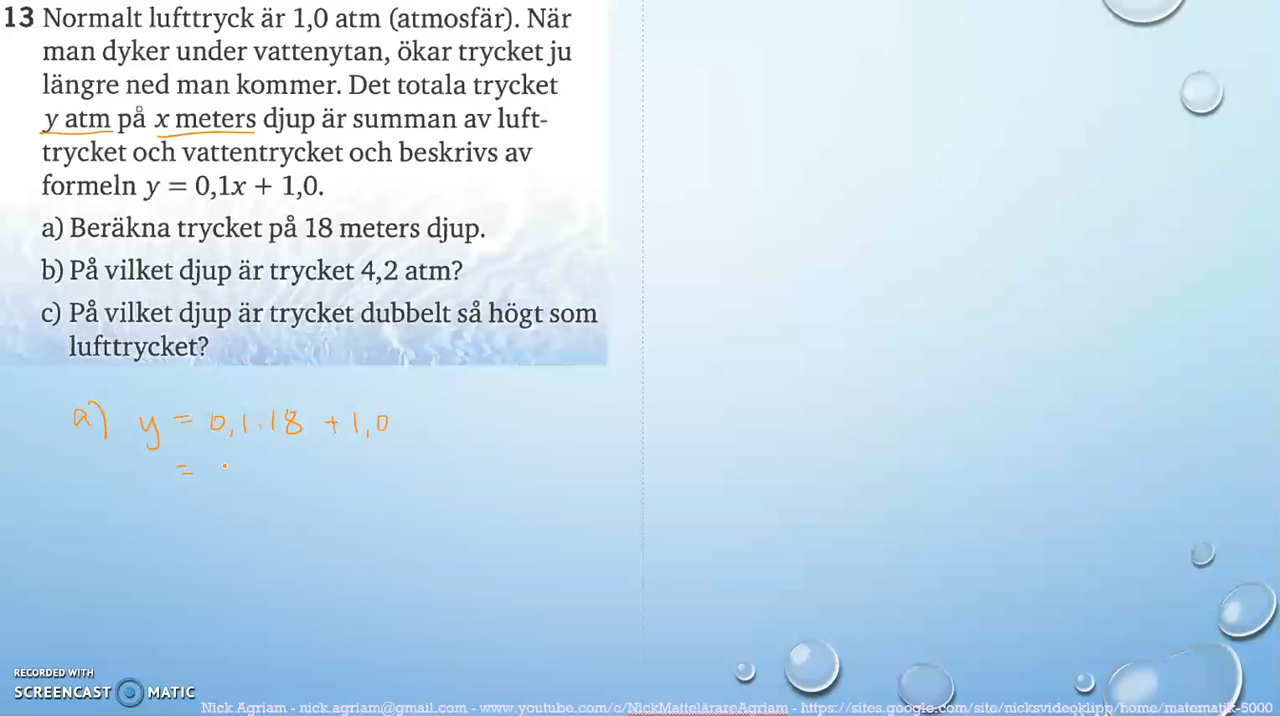 13 Normalt lufttryck är 1,0 atm (atmosfär). När
man dyker under vattenytan, ökar trycket ju
längre ned man kommer. Det totala trycket
y atm på x meters djup är summan av luft-
trycket och vattentrycket och beskrivs av
formeln y = 0,1x + 1,0.
a) Beräkna trycket på 18 meters djup.
b) På vilket djup är trycket 4,2 atm?
c) På vilket djup är trycket dubbelt så högt som
lufttrycket?
a) y = 0,1·18 + 1,0
=
RECORDED WITH
SCREENCAST MATIC
Nick Agriam - nick.agriam@gmail.com - www.youtube.com/c/NickMattelärareAgriam - https://sites.google.com/site/nicksvideoklipp/home/matematik-5000